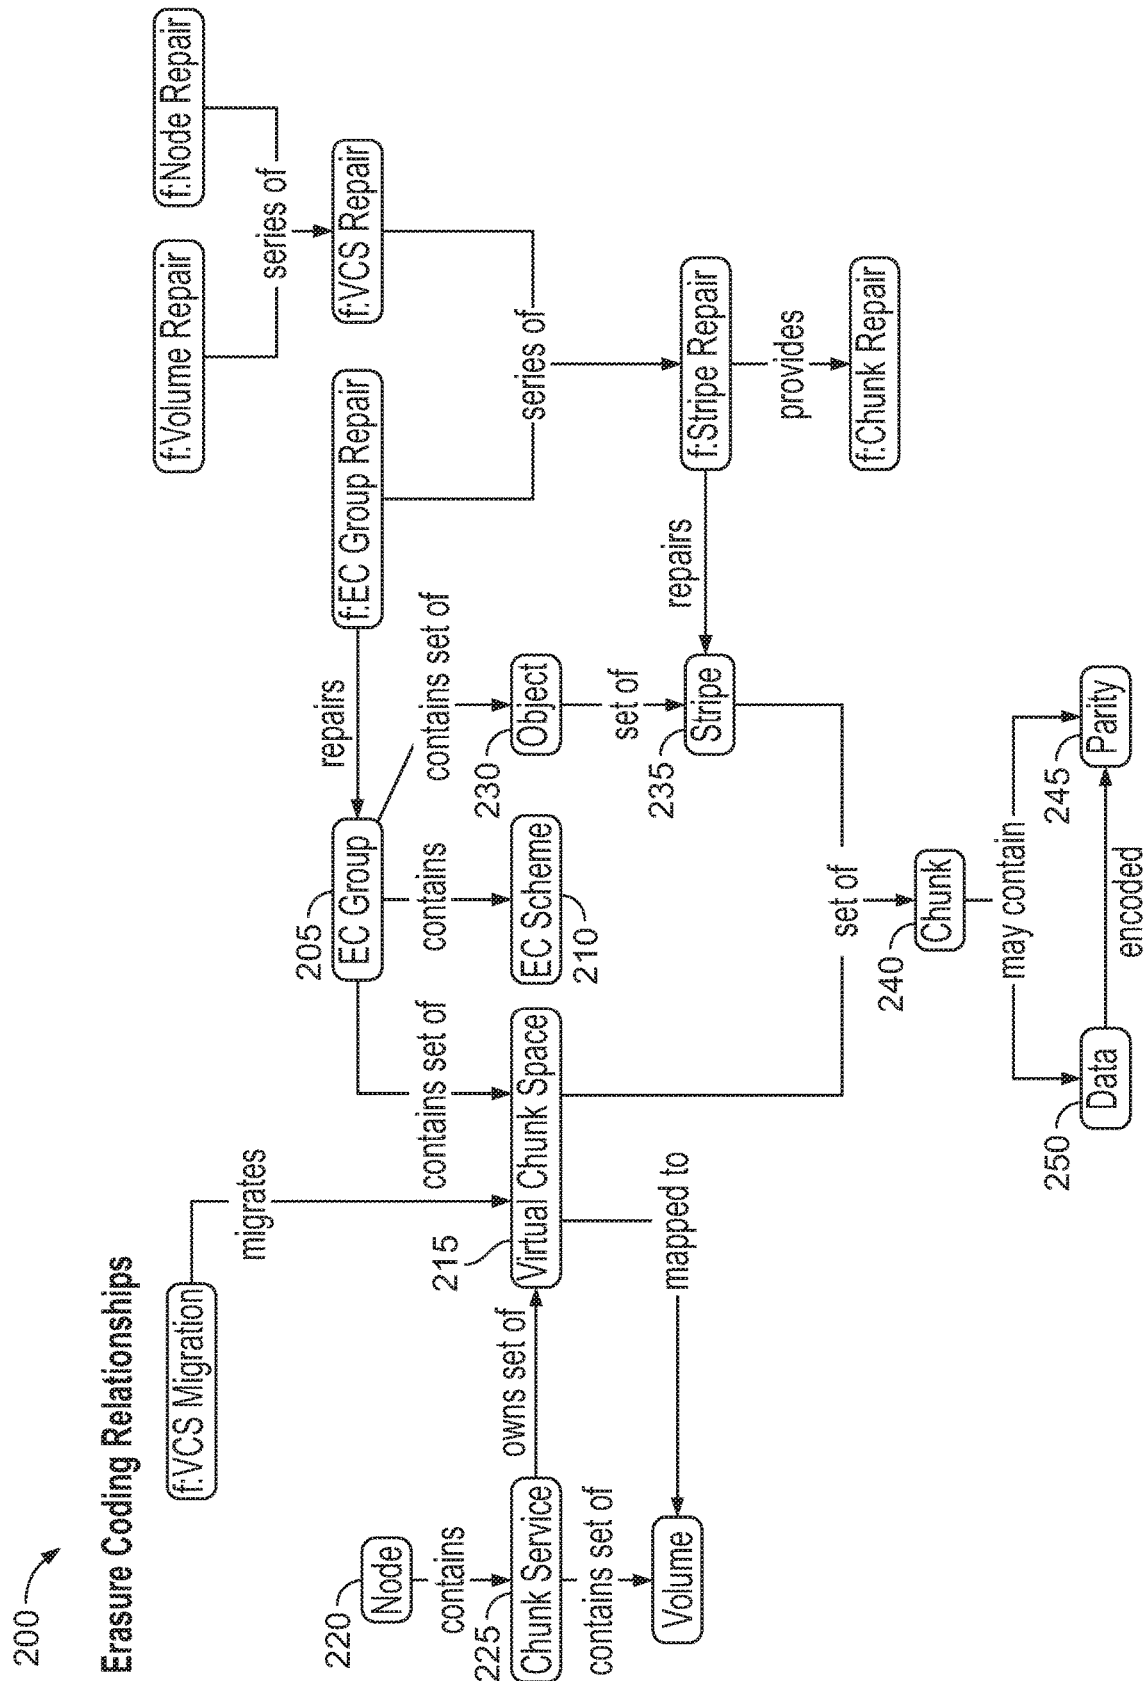 200
Erasure Coding Relationships
f:VCS Migration
f:Volume Repair
f:Node Repair
migrates
series of
220
Node
205
EC Group
repairs
f:EC Group Repair
f:VCS Repair
contains
contains set of
contains
contains set of
series of
225
Chunk Service
owns set of
215
Virtual Chunk Space
EC Scheme
210
230
Object
contains set of
mapped to
set of
Volume
235
Stripe
repairs
f:Stripe Repair
provides
set of
f:Chunk Repair
240
Chunk
may contain
250
Data
encoded
245
Parity